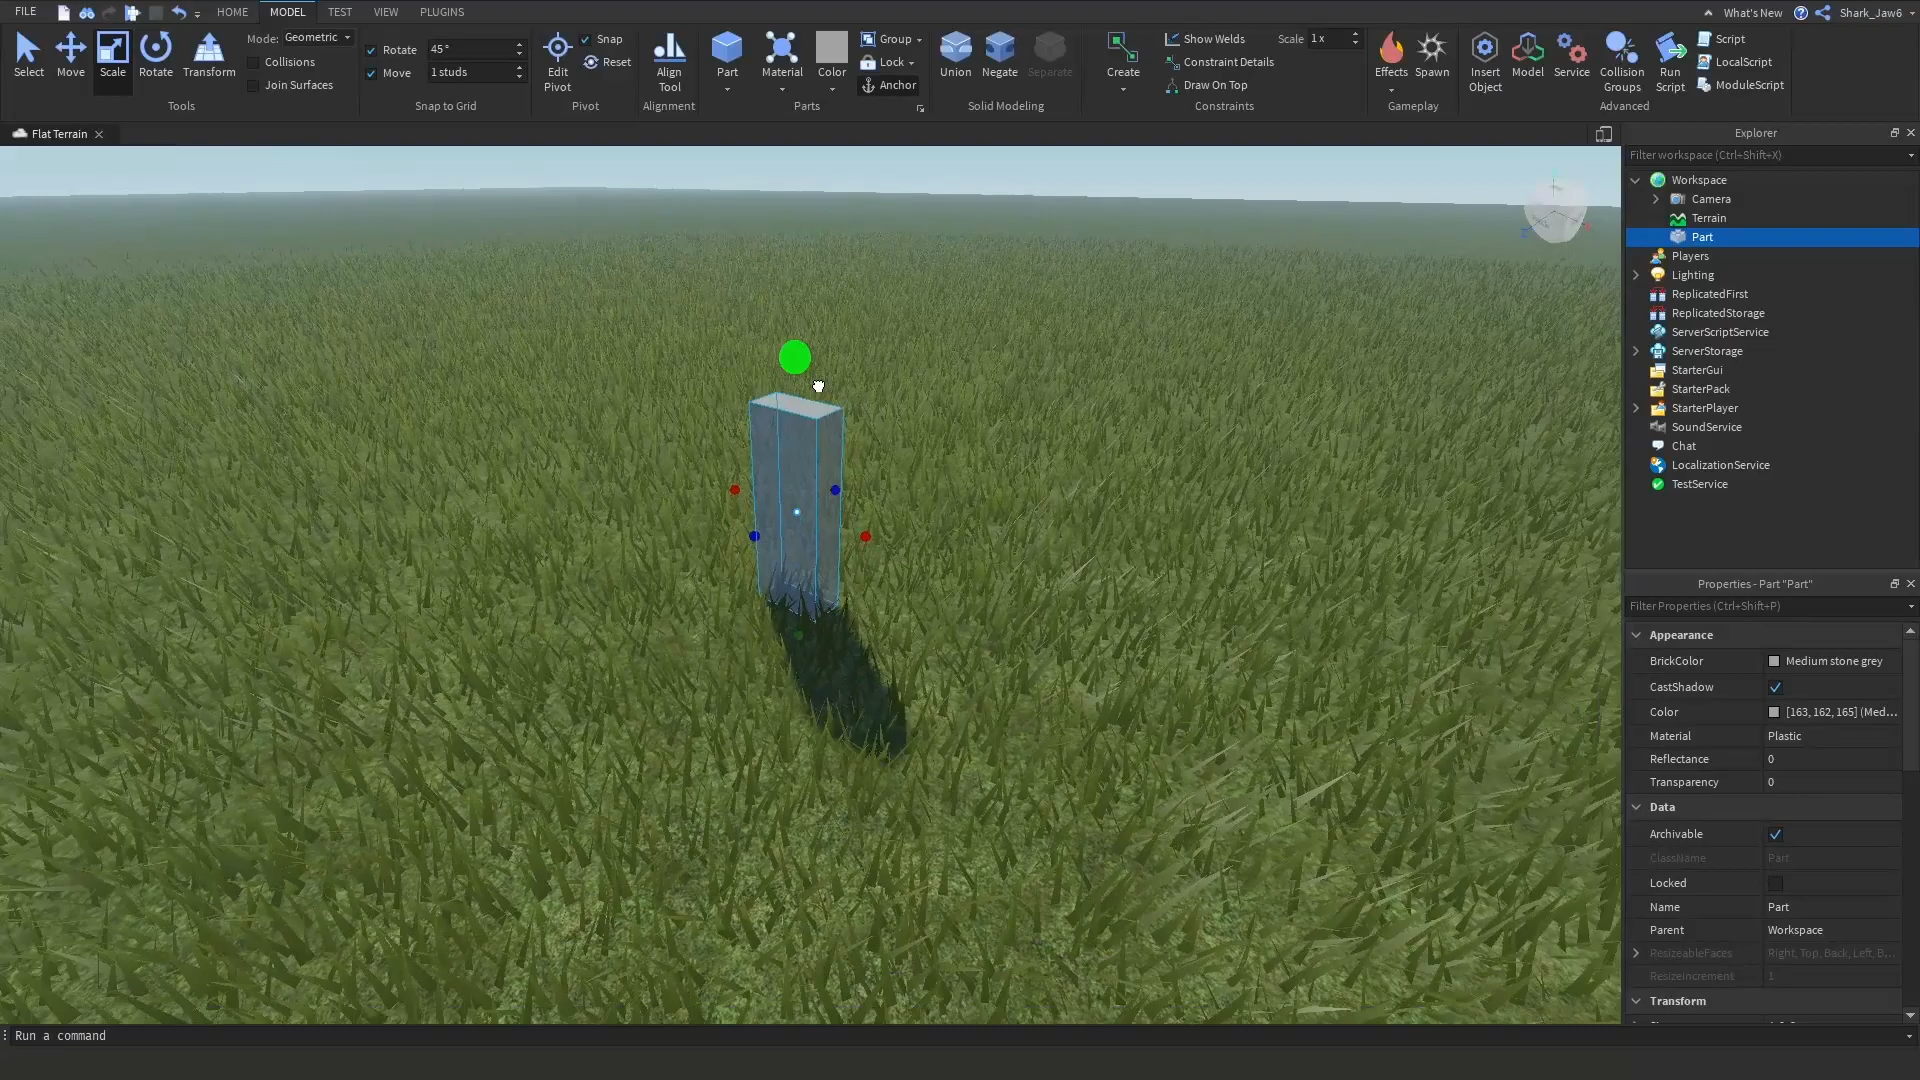 FILE HOME MODEL TEST VIEW PLUGINS What's New Shark_Jaw6
Select Move Scale Rotate Transform
Mode: Geometric
Collisions
Join Surfaces
Tools
Rotate 45°
Move 1 studs
Snap to Grid
Edit Pivot
Snap
Reset
Pivot
Align Tool
Alignment
Part Material Color
Group
Lock
Anchor
Parts
Union Negate Separate
Solid Modeling
Create
Show Welds Scale 1 x
Constraint Details
Draw On Top
Constraints
Effects Spawn
Gameplay
Insert Object
Model
Service
Collision Groups
Run Script
Script
LocalScript
ModuleScript
Advanced
Flat Terrain
Explorer
Filter workspace (Ctrl+Shift+X)
Workspace
Camera
Terrain
Part
Players
Lighting
ReplicatedFirst
ReplicatedStorage
ServerScriptService
ServerStorage
StarterGui
StarterPack
StarterPlayer
SoundService
Chat
LocalizationService
TestService
Properties - Part "Part"
Filter Properties (Ctrl+Shift+P)
Appearance
BrickColor Medium stone grey
CastShadow
Color [163, 162, 165] (Med...
Material Plastic
Reflectance 0
Transparency 0
Data
Archivable
ClassName Part
Locked
Name Part
Parent Workspace
ResizeableFaces Right, Top, Back, Left, B...
ResizeIncrement 1
Transform
Run a command